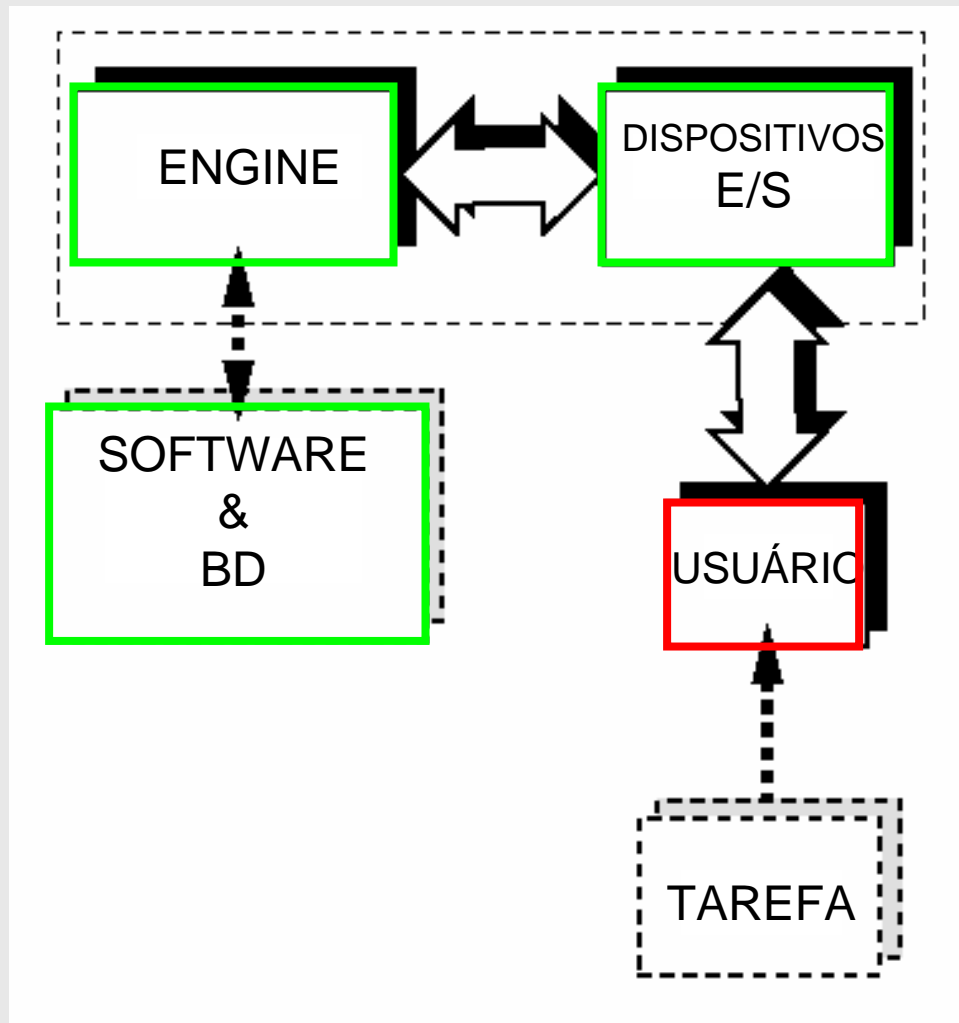 ENGINE
DISPOSITIVOS
E/S
SOFTWARE
&
BD
USUÁRIO
TAREFA